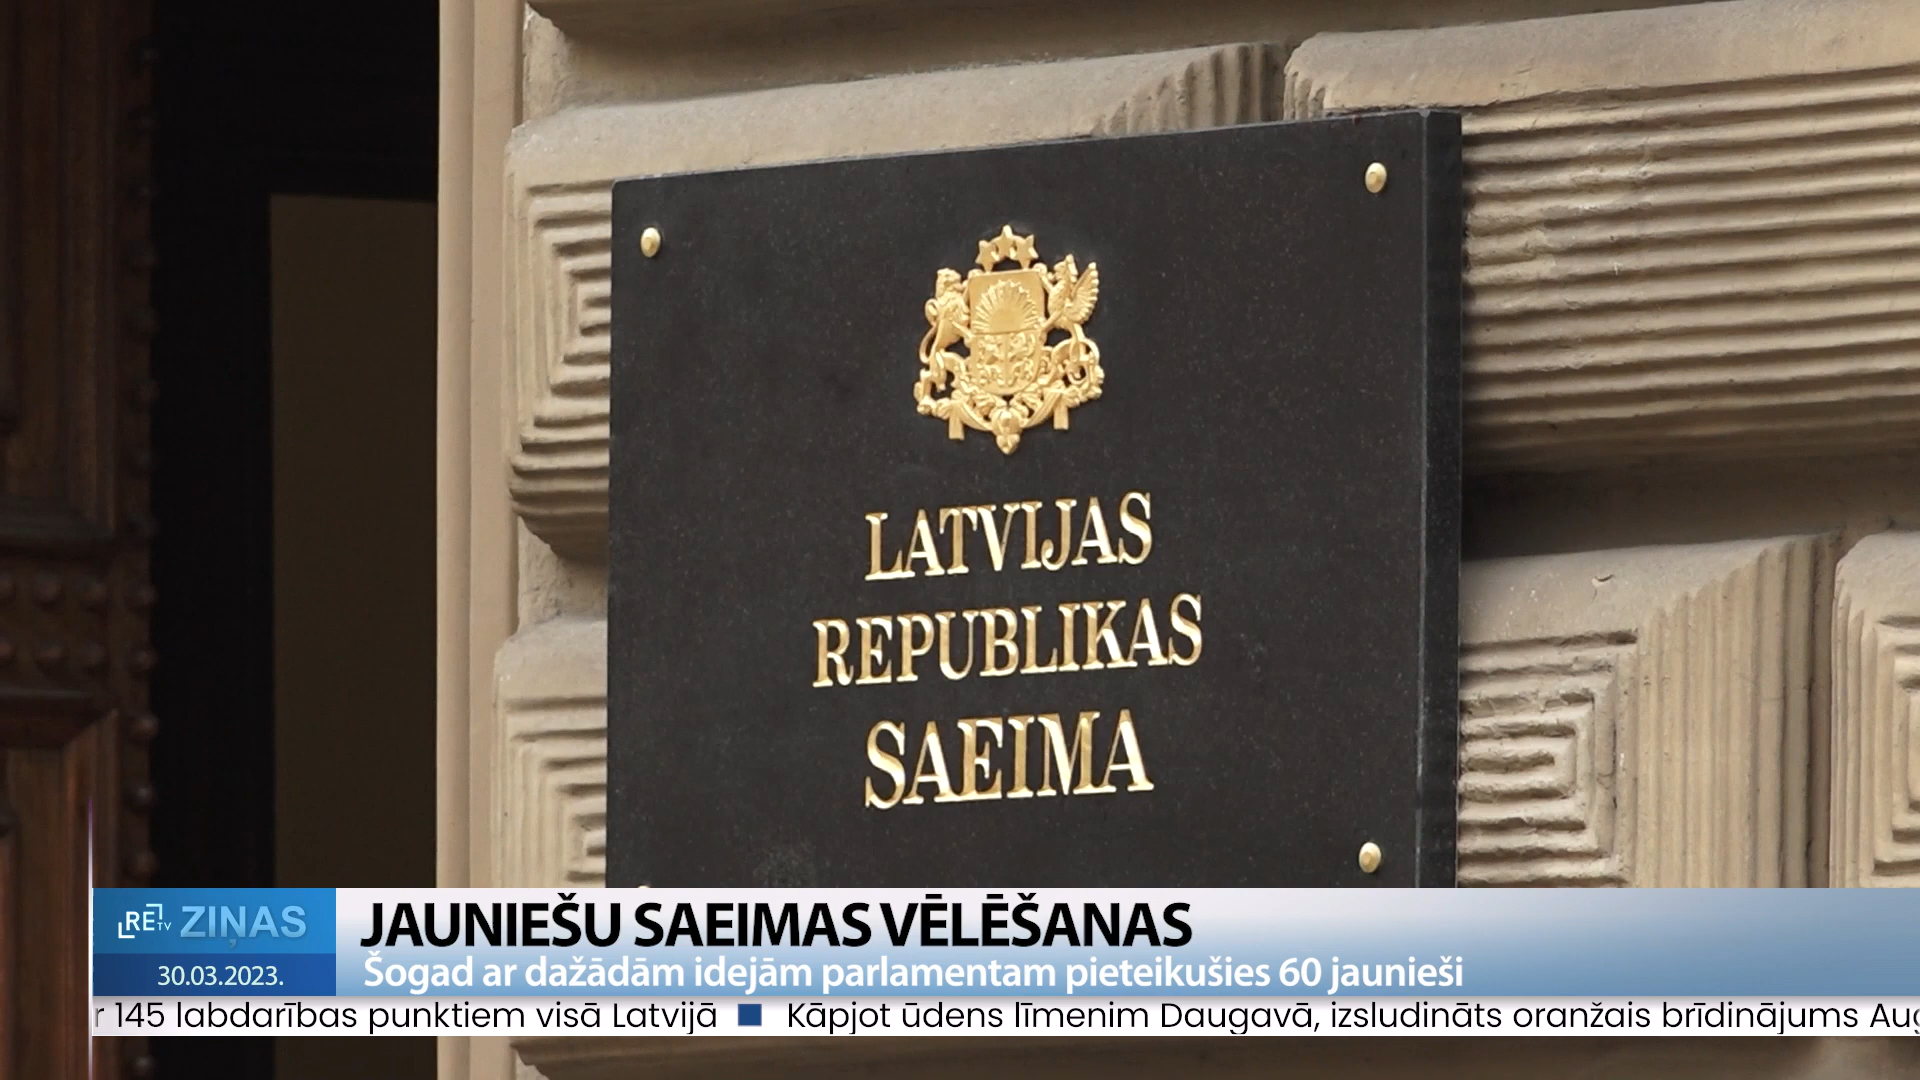 LATVIJAS
REPUBLIKAS
SAEIMA
RE TV ZIŅAS
30.03.2023.
JAUNIEŠU SAEIMAS VĒLĒŠANAS
Šogad ar dažādām idejām parlamentam pieteikušies 60 jaunieši
145 labdarības punktiem visā Latvijā ■ Kāpjot ūdens līmenim Daugavā, izsludināts oranžais brīdinājums